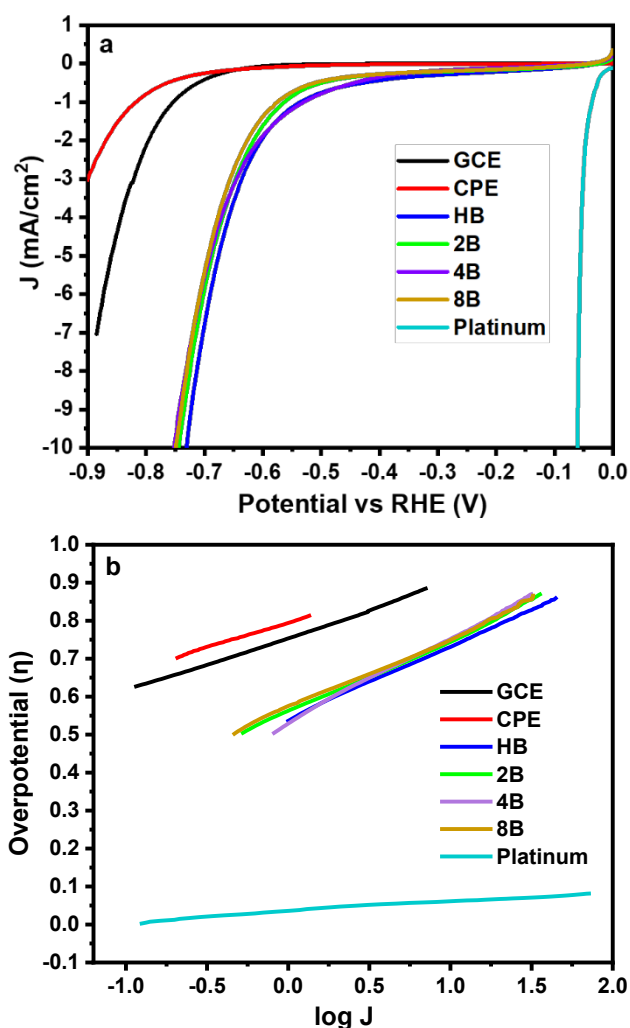 a
0
-1
-2
-3
-4
-5
-6
-7
-8
-9
-10
J (mA/cm²)
GCE
CPE
HB
2B
4B
8B
Platinum
-0.9 -0.8 -0.7 -0.6 -0.5 -0.4 -0.3 -0.2 -0.1 0.0
Potential vs RHE (V)
b
1.0
0.9
0.8
0.7
0.6
0.5
0.4
0.3
0.2
0.1
0.0
-0.1
Overpotential (η)
GCE
CPE
HB
2B
4B
8B
Platinum
-1.0 -0.5 0.0 0.5 1.0 1.5 2.0
log J